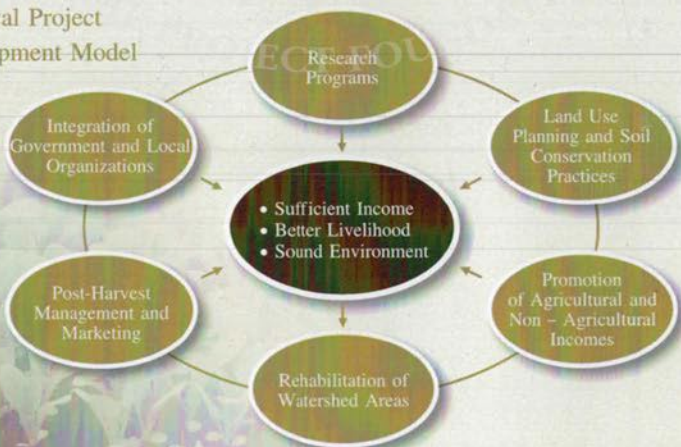 al Project
pment Model
ECT FOU
Research
Programs
Integration of
Government and Local
Organizations
Land Use
Planning and Soil
Conservation
Practices
• Sufficient Income
• Better Livelihood
• Sound Environment
Post-Harvest
Management and
Marketing
Promotion
of Agricultural and
Non – Agricultural
Incomes
Rehabilitation of
Watershed Areas